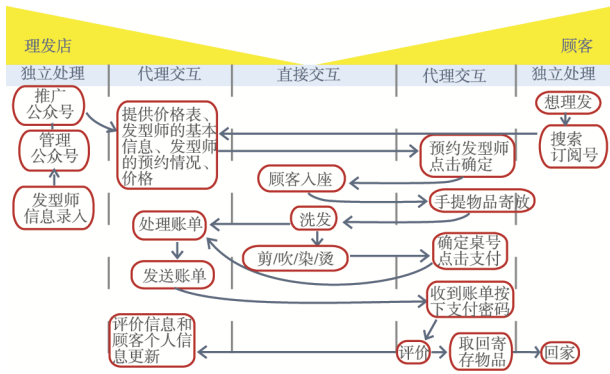 理发店
顾客
独立处理
代理交互
直接交互
代理交互
独立处理
推广
公众号
管理
公众号
发型师
信息录入
提供价格表、
发型师的基本
信息、发型师
的预约情况、
价格
想理发
搜索
订阅号
预约发型师
点击确定
顾客入座
手提物品寄放
洗发
处理账单
剪/吹/染/烫
确定桌号
点击支付
发送账单
收到账单按
下支付密码
评价信息和
顾客个人信
息更新
评价
取回寄
存物品
回家